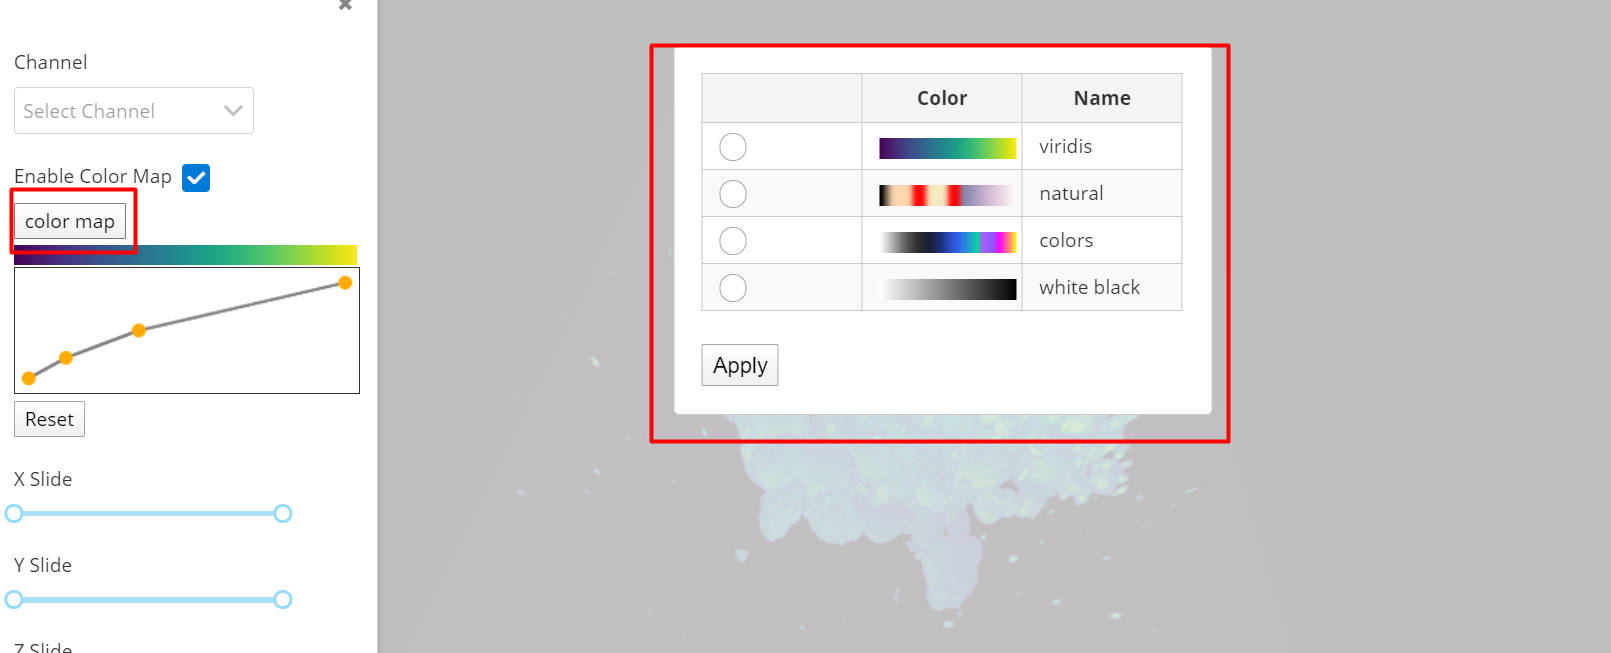 Channel
Select Channel
Enable Color Map
color map
Reset
X Slide
Y Slide
Z Slide
Color Name
viridis
natural
colors
white black
Apply